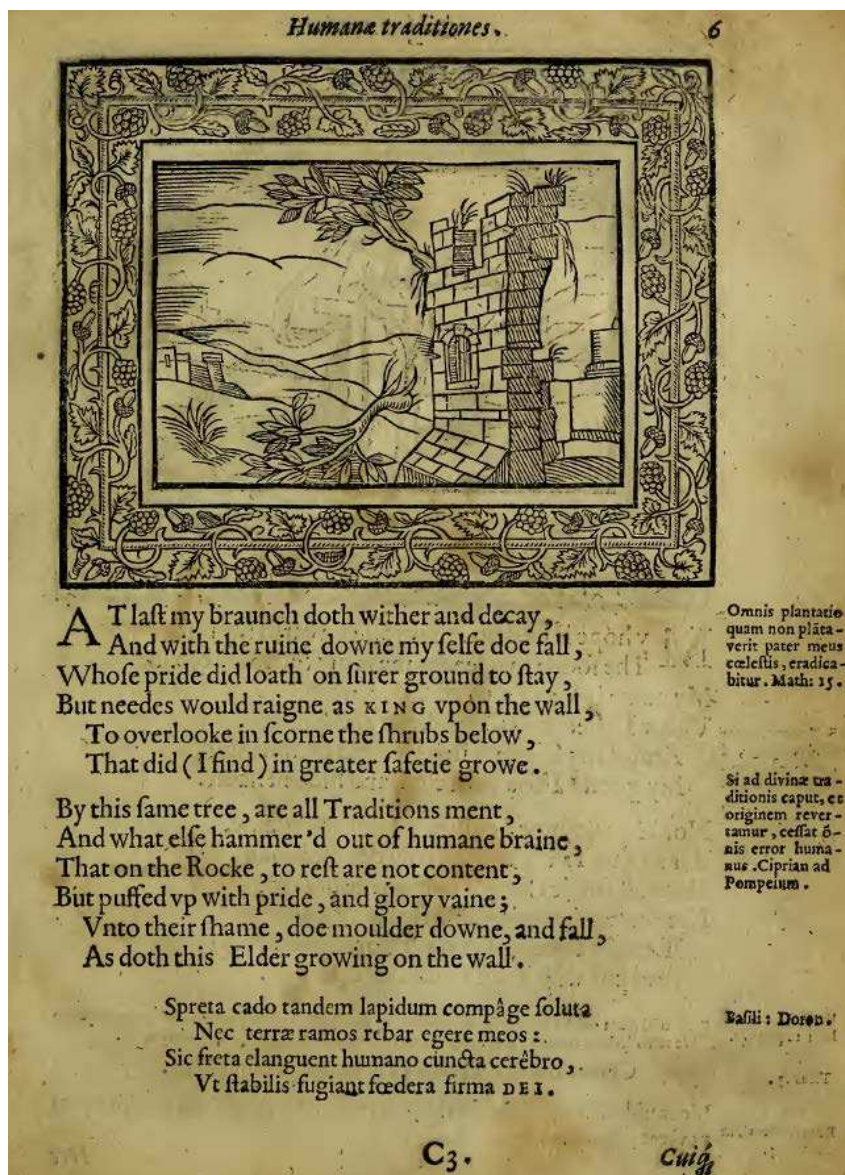 Humanæ traditiones.
6
AT laſt my braunch doth wither and decay,
And with the ruine downe my ſelfe doe fall,
Whoſe pride did loath on ſurer ground to ſtay,
But needes would raigne as KING vpon the wall,
To overlooke in ſcorne the ſhrubs below,
That did (I find) in greater ſafetie growe.
By this ſame tree, are all Traditions ment,
And what elſe hammer'd out of humane braine,
That on the Rocke, to reſt are not content,
But puffed vp with pride, and glory vaine;
Vnto their ſhame, doe moulder downe, and fall,
As doth this Elder growing on the wall.
Spreta cado tandem lapidum compâge ſoluta
Nec terræ ramos rebar egere meos:
Sic freta elanguent humano cuncta cerêbro,
Vt ſtabilis fugiant fœdera firma DEI.
Omnis plantatio
quam non plāta-
verit pater meus
cœleſtis, eradica-
bitur. Math: 15.
Si ad divinæ tra-
ditionis caput, et
originem rever-
tamur, ceſſat ō-
nis error huma-
nus. Ciprian ad
Pompeium.
Baſili: Doron.
C3.
Cuiq́;